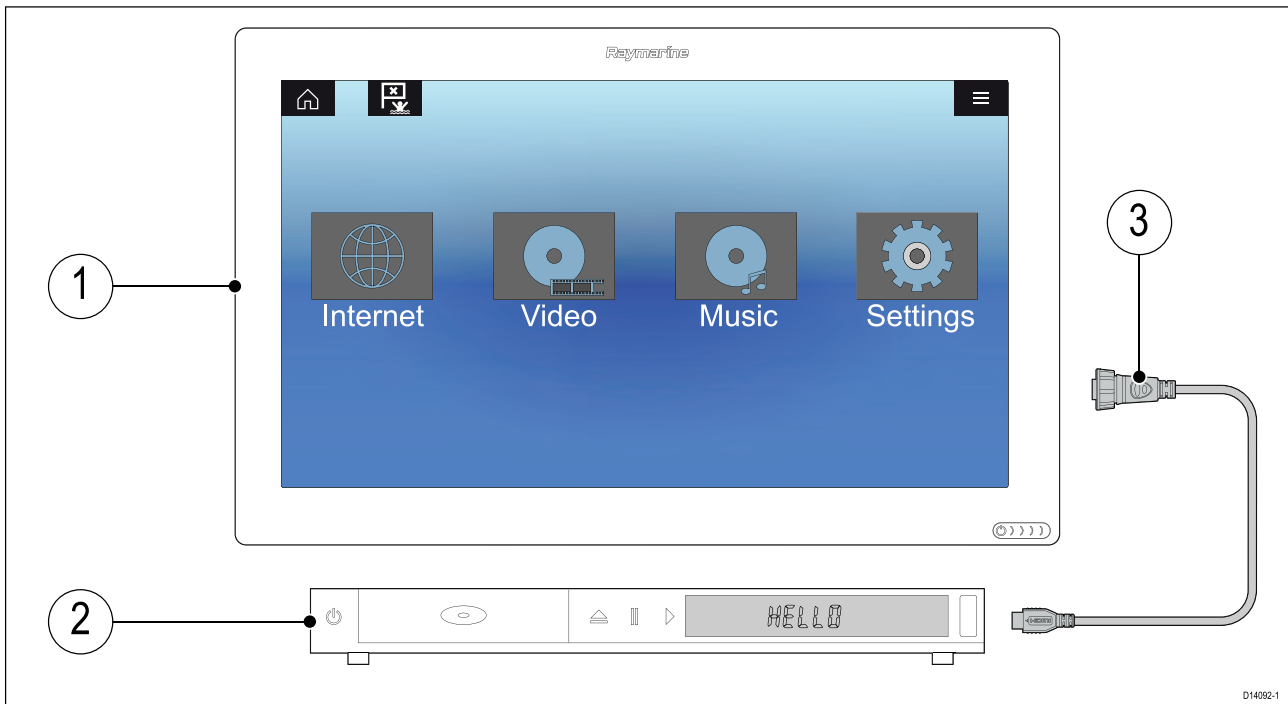 Raymarine
Internet Video Music Settings
1
3
2
HELLO
HDMI
D14092-1